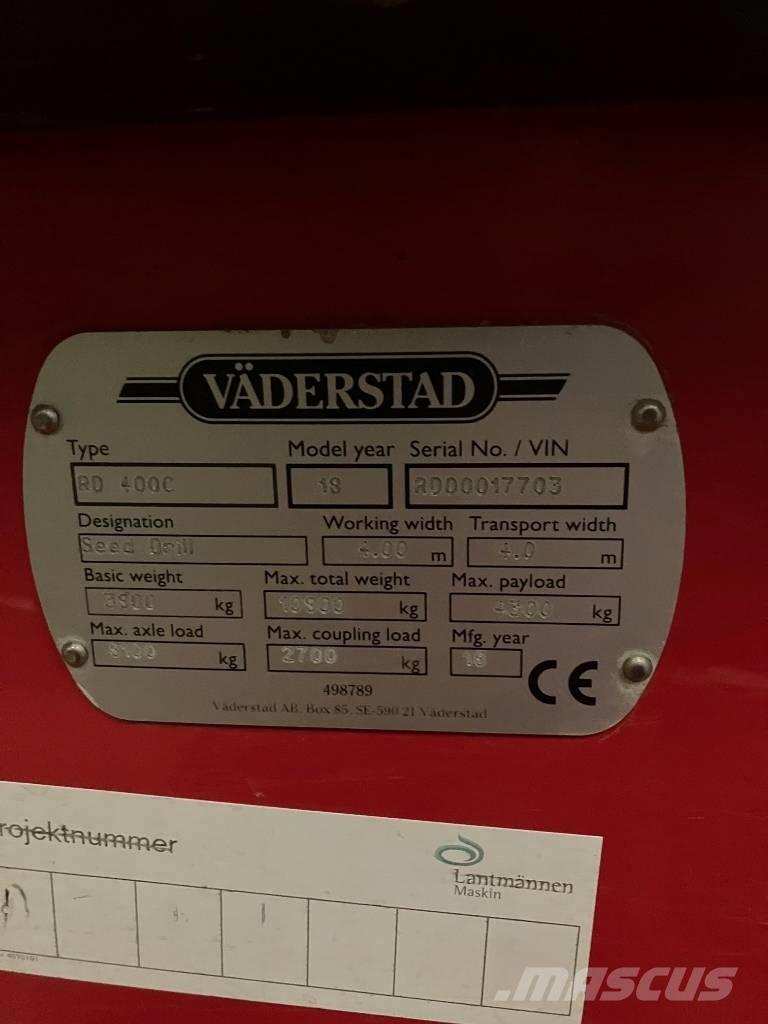 VÄDERSTAD
Type Model year Serial No. / VIN
RD 400C 18 RD00017703
Designation Working width Transport width
Seed Drill 4.00 m 4.0 m
Basic weight Max. total weight Max. payload
kg kg kg
Max. axle load Max. coupling load Mfg. year
kg 2700 kg 18 CE
498789
Väderstad AB, Box 85, SE-590 21 Väderstad
rojektnummer
Lantmännen
Maskin
MASCUS